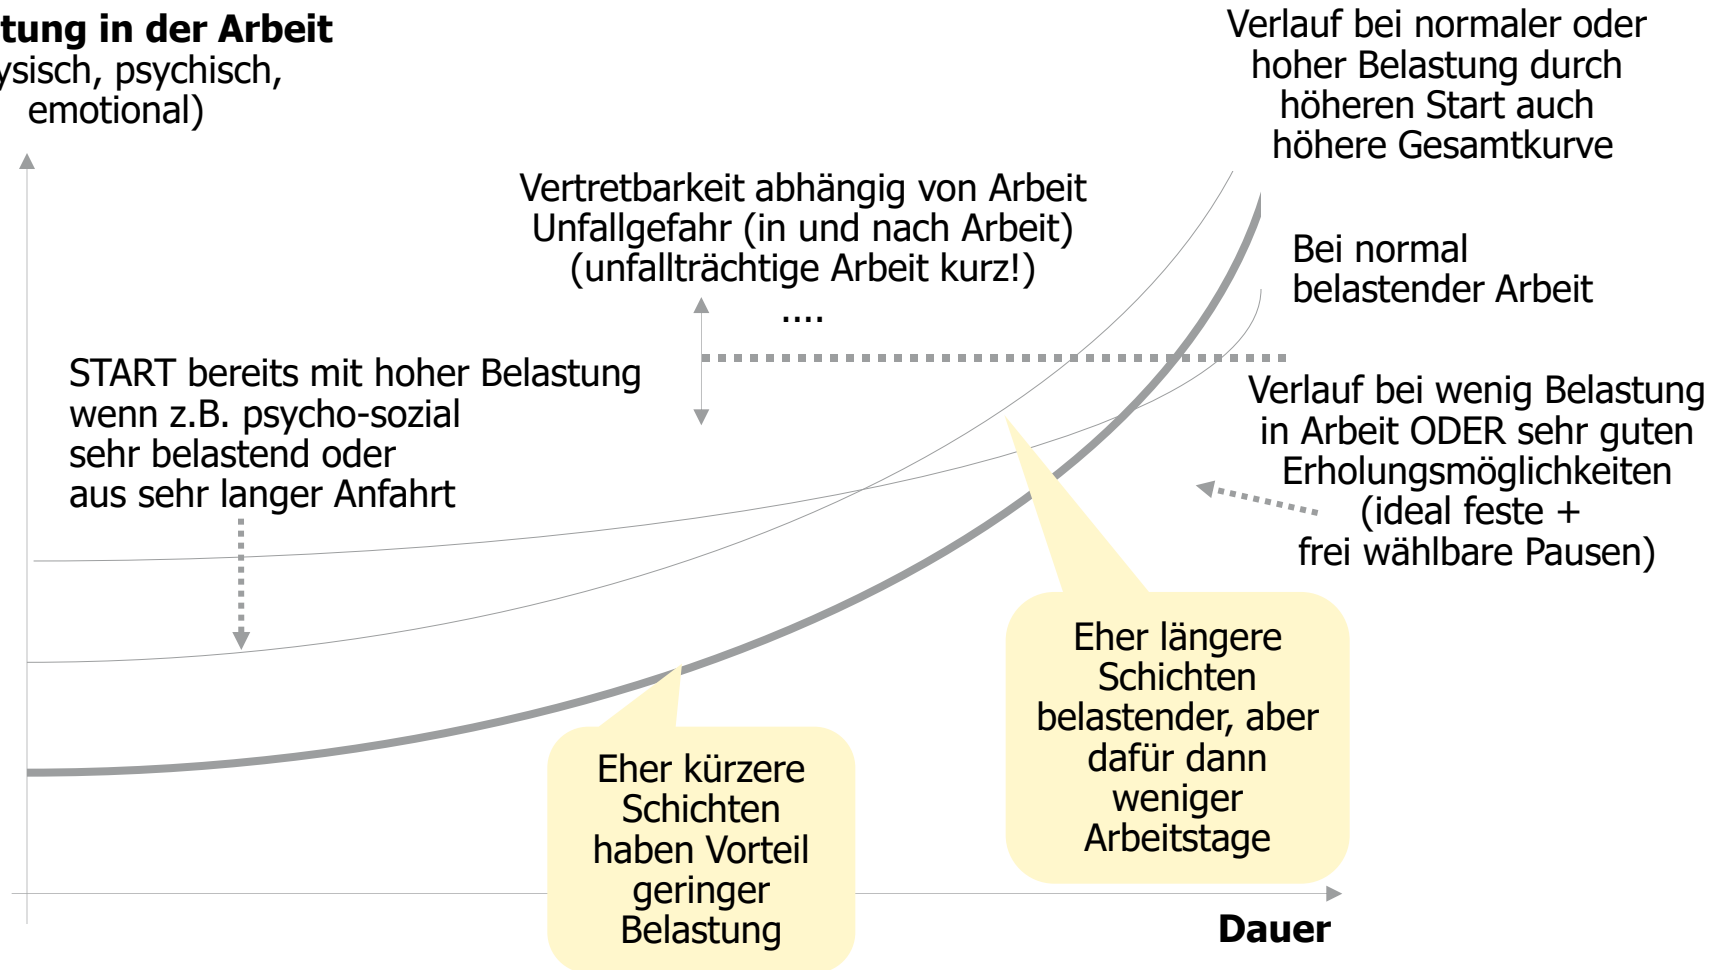 tung in der Arbeit
ysisch, psychisch,
emotional)
Verlauf bei normaler oder
hoher Belastung durch
höheren Start auch
höhere Gesamtkurve
Vertretbarkeit abhängig von Arbeit
Unfallgefahr (in und nach Arbeit)
(unfallträchtige Arbeit kurz!)
....
Bei normal
belastender Arbeit
START bereits mit hoher Belastung
wenn z.B. psycho-sozial
sehr belastend oder
aus sehr langer Anfahrt
Verlauf bei wenig Belastung
in Arbeit ODER sehr guten
Erholungsmöglichkeiten
(ideal feste +
frei wählbare Pausen)
Eher längere
Schichten
belastender, aber
dafür dann
weniger
Arbeitstage
Eher kürzere
Schichten
haben Vorteil
geringer
Belastung
Dauer